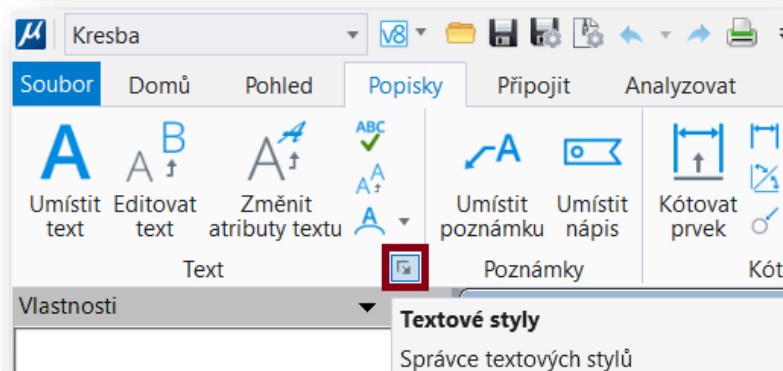 Kresba
Soubor Domů Pohled Popisky Připojit Analyzovat
A B A ABC A A
Umístit text
Editovat text
Změnit atributy textu
Umístit poznámku
Umístit nápis
Kótovat prvek
Text Poznámky Kót
Vlastnosti
Textové styly
Správce textových stylů